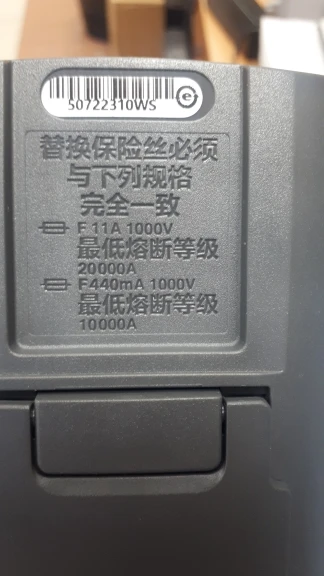 50722310WS
e
替换保险丝必须
与下列规格
完全一致
F 11A 1000V
最低熔断等级
20000A
F440mA 1000V
最低熔断等级
10000A